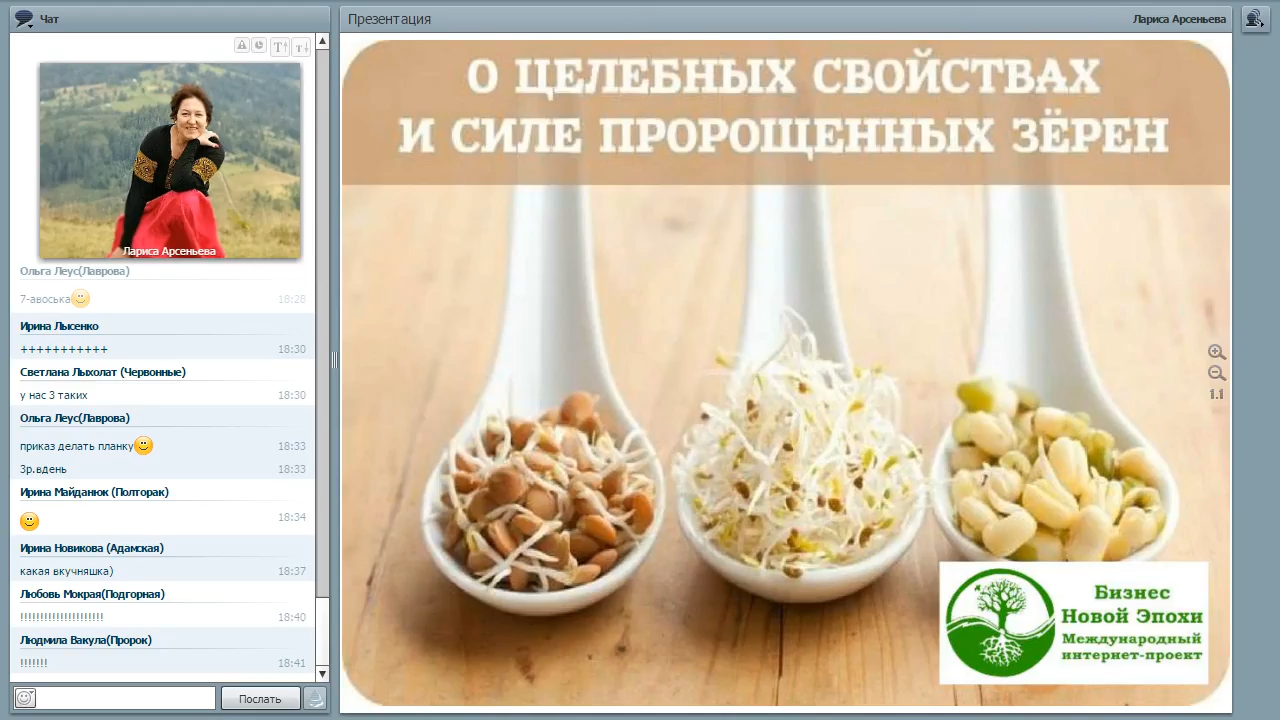 Чат
Лариса Арсеньева
Ольга Леус(Лаврова)
7-авоська
18:28
Ирина Лысенко
+++++++++++
18:30
Светлана Лыхолат (Червонные)
у нас 3 таких
18:30
Ольга Леус(Лаврова)
приказ делать планку
18:33
3р.вдень
18:33
Ирина Майданюк (Полторак)
18:34
Ирина Новикова (Адамская)
какая вкучняшка)
18:37
Любовь Мокрая(Подгорная)
!!!!!!!!!!!!!!!!!!!!!
18:40
Людмила Вакула(Пророк)
!!!!!!!
18:41
Послать
Презентация
Лариса Арсеньева
О ЦЕЛЕБНЫХ СВОЙСТВАХ
И СИЛЕ ПРОРОЩЕННЫХ ЗЁРЕН
1:1
Бизнес
Новой Эпохи
Международный
интернет-проект